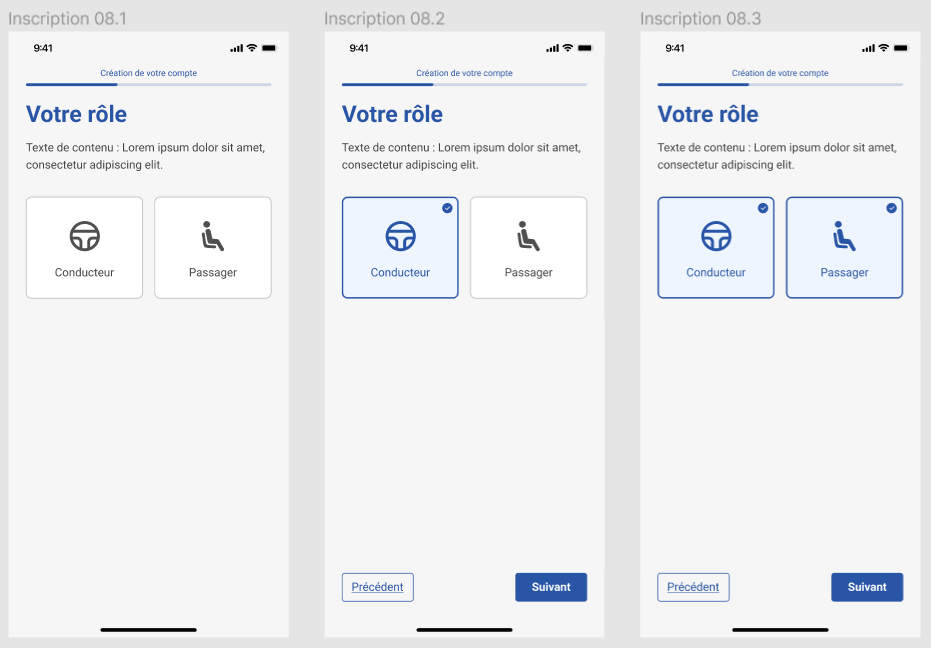 Inscription 08.1
9:41
Création de votre compte
Votre rôle
Texte de contenu : Lorem ipsum dolor sit amet,
consectetur adipiscing elit.
Conducteur
Passager
Inscription 08.2
9:41
Création de votre compte
Votre rôle
Texte de contenu : Lorem ipsum dolor sit amet,
consectetur adipiscing elit.
Conducteur
Passager
Précédent
Suivant
Inscription 08.3
9:41
Création de votre compte
Votre rôle
Texte de contenu : Lorem ipsum dolor sit amet,
consectetur adipiscing elit.
Conducteur
Passager
Précédent
Suivant